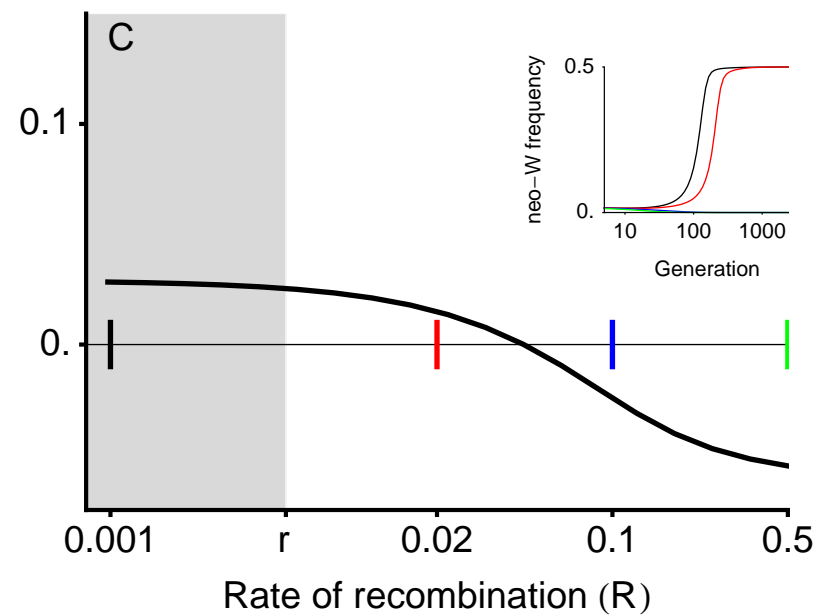 C
0.1
0.
0.001
r
0.02
0.1
0.5
Rate of recombination (R)
neo−W frequency
0.5
0.
10
100
1000
Generation